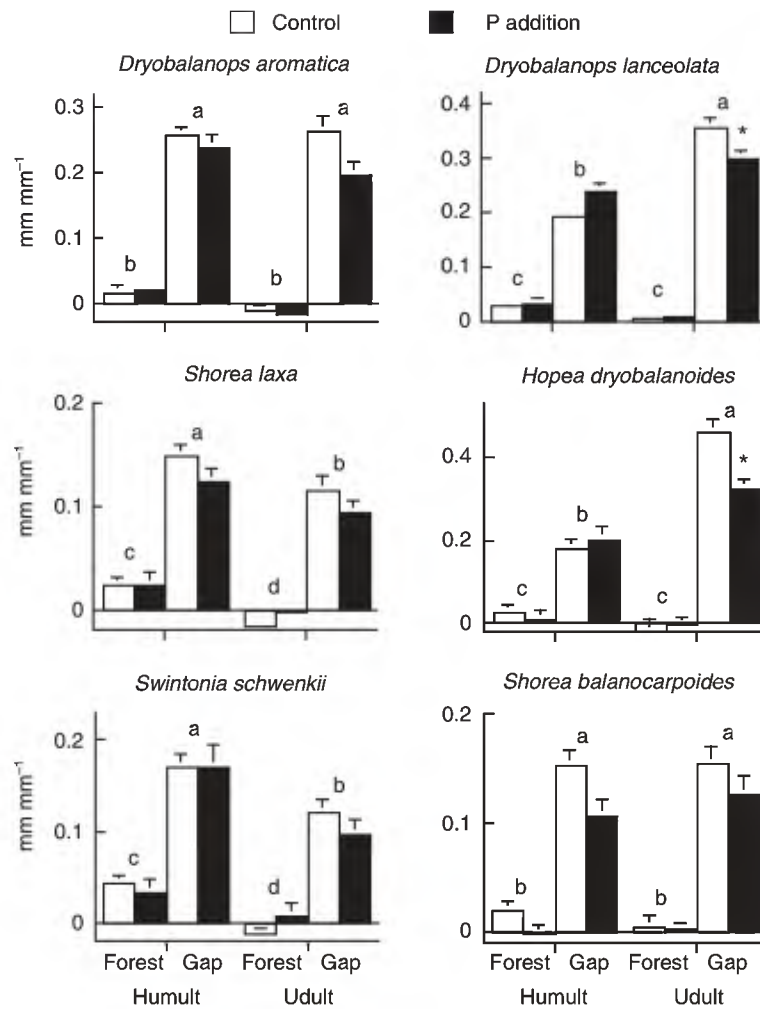 Control P addition
Dryobalanops aromatica
0.3
0.2
0.1
0
mm mm⁻¹
b
a
b
a
Dryobalanops lanceolata
0.4
0.3
0.2
0.1
0
c
b
c
a
*
Shorea laxa
0.2
0.1
0
mm mm⁻¹
c
a
d
b
Hopea dryobalanoides
0.4
0.2
0
c
b
c
a
*
Swintonia schwenkii
0.2
0.1
0
mm mm⁻¹
c
a
d
b
Forest Gap Forest Gap
Humult Udult
Shorea balanocarpoides
0.2
0.1
0
b
a
b
a
Forest Gap Forest Gap
Humult Udult